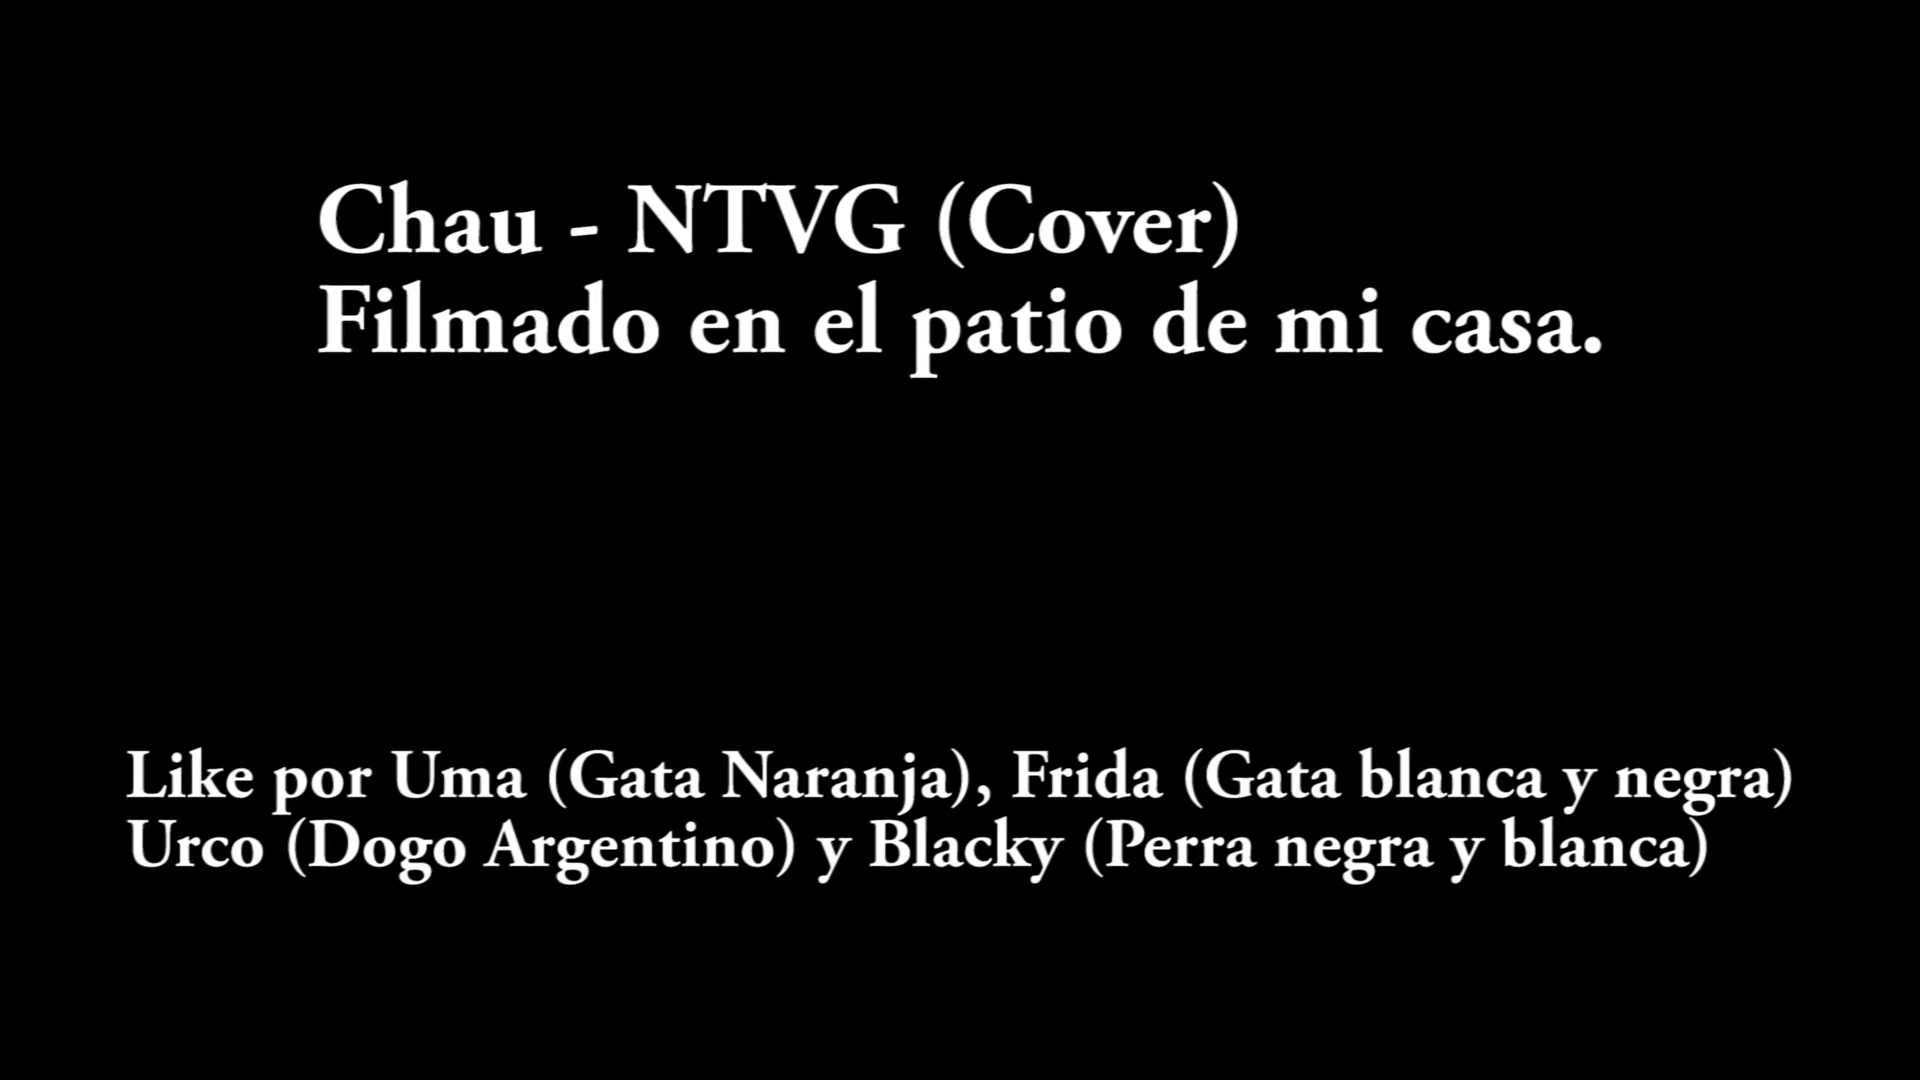 Chau - NTVG (Cover)
Filmado en el patio de mi casa.
Like por Uma (Gata Naranja), Frida (Gata blanca y negra)
Urco (Dogo Argentino) y Blacky (Perra negra y blanca)